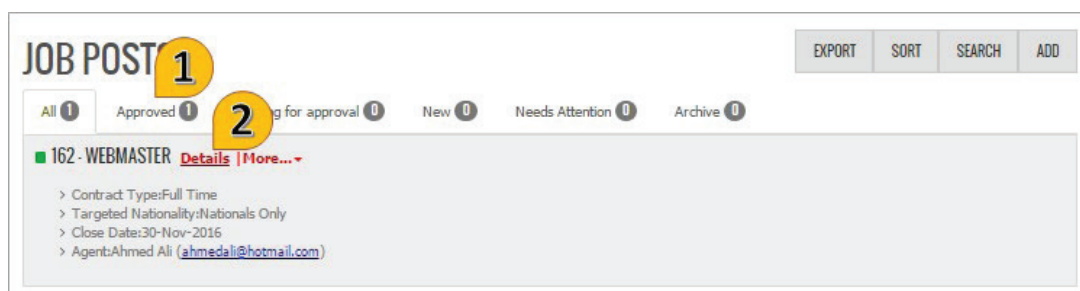 JOB POSTS
1
EXPORT SORT SEARCH ADD
All 1 Approved 1 2 for approval 0 New 0 Needs Attention 0 Archive 0
162 - WEBMASTER Details |More...
> Contract Type:Full Time
> Targeted Nationality:Nationals Only
> Close Date:30-Nov-2016
> Agent:Ahmed Ali (ahmedali@hotmail.com)